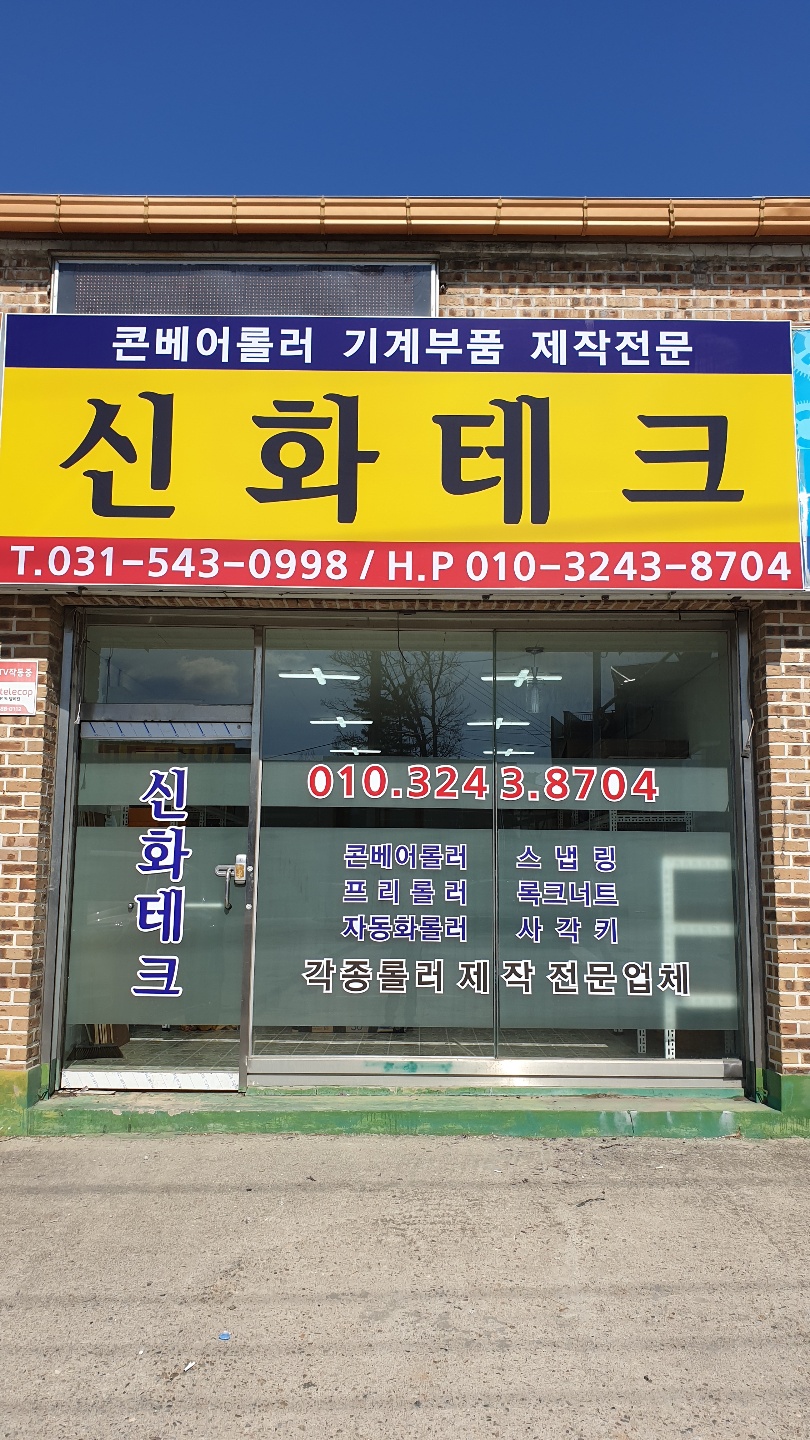 콘베어롤러 기계부품 제작전문
신화테크
T.031-543-0998 / H.P 010-3243-8704
telecop
010.3243.8704
신화테크
콘베어롤러 스냅링
프리롤러 록크너트
자동화롤러 사각키
각종롤러 제작 전문업체